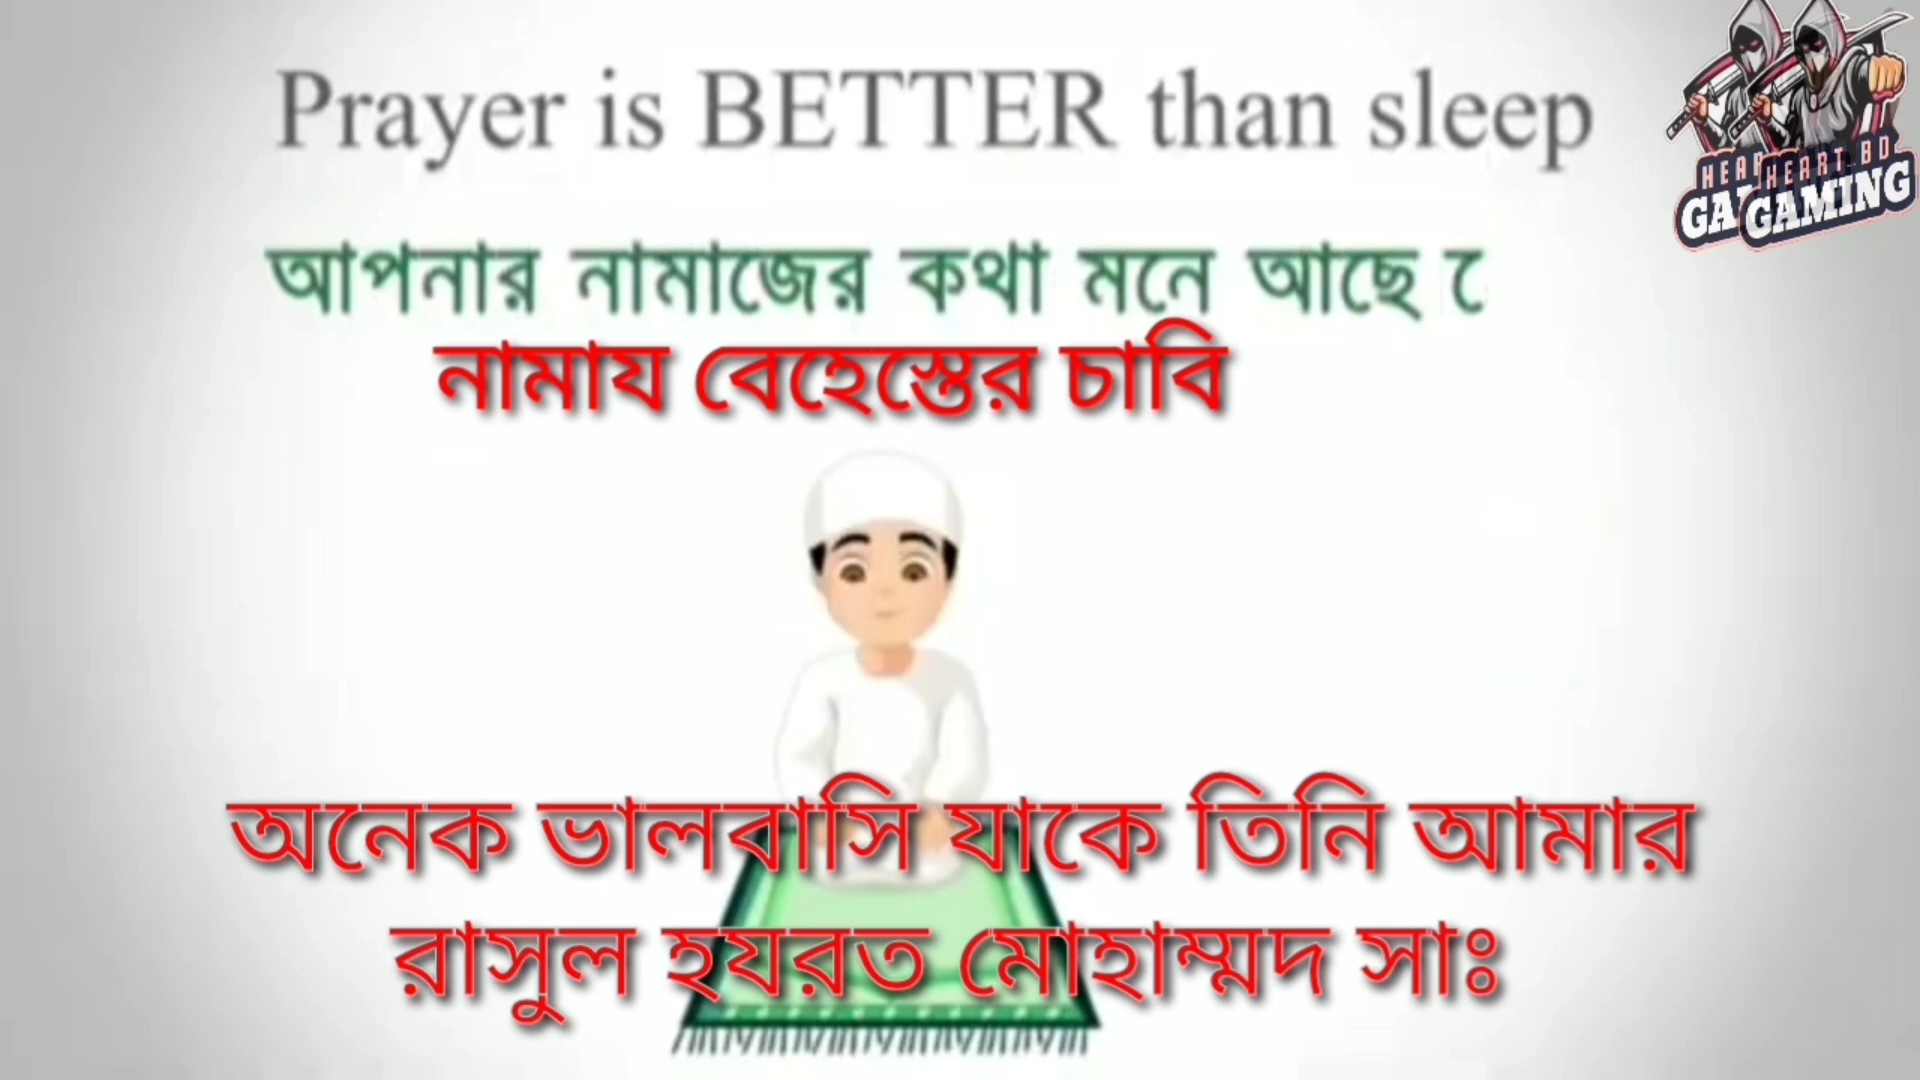 Prayer is BETTER than sleep
আপনার নামাজের কথা মনে আছে
নামায বেহেস্তের চাবি
অনেক ভালবাসি যাকে তিনি আমার
রাসুল হযরত মোহাম্মদ সাঃ
HEART BD
GAMING